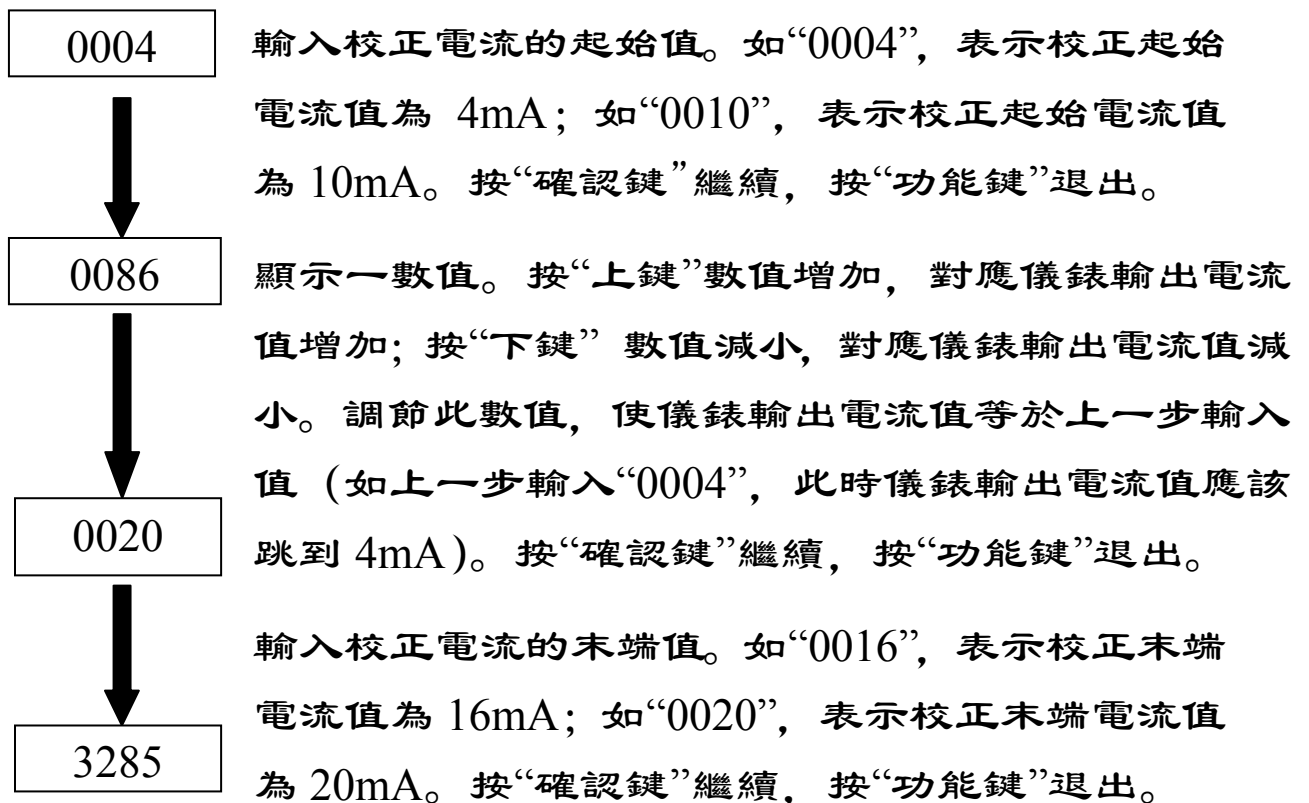 0004
輸入校正電流的起始值。如“0004”，表示校正起始
電流值為 4mA；如“0010”，表示校正起始電流值
為 10mA。按“確認鍵”繼續，按“功能鍵”退出。
0086
顯示一數值。按“上鍵”數值增加，對應儀錶輸出電流
值增加；按“下鍵” 數值減小，對應儀錶輸出電流值減
小。調節此數值，使儀錶輸出電流值等於上一步輸入
值（如上一步輸入“0004”，此時儀錶輸出電流值應該
跳到 4mA）。按“確認鍵”繼續，按“功能鍵”退出。
0020
輸入校正電流的末端值。如“0016”，表示校正末端
電流值為 16mA；如“0020”，表示校正末端電流值
為 20mA。按“確認鍵”繼續，按“功能鍵”退出。
3285